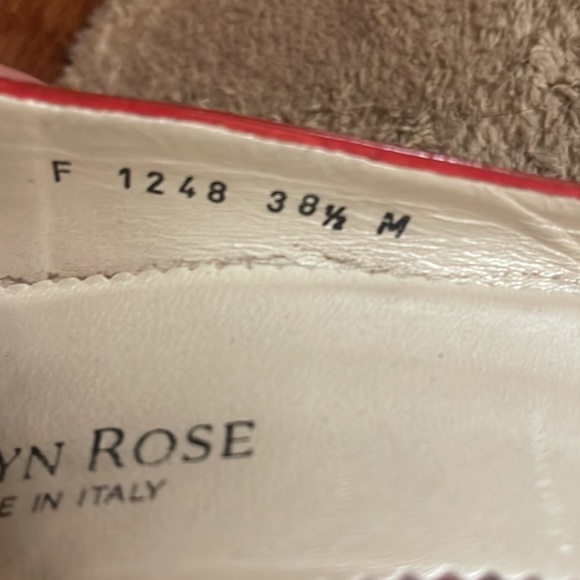 F 1248 38½ M
YN ROSE
E IN ITALY